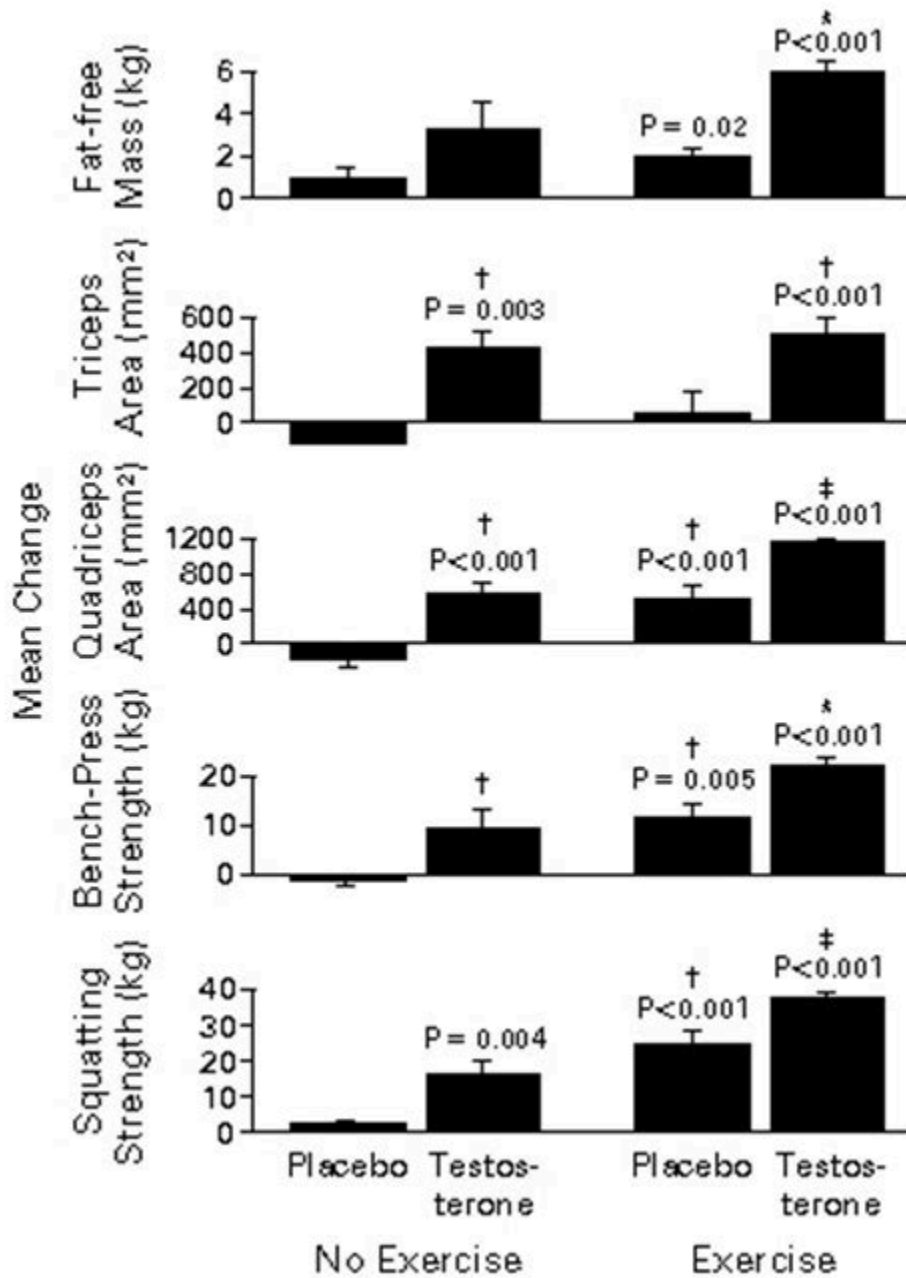 Mean Change
Fat-free
Mass (kg)
6
4
2
0
P = 0.02
*
P<0.001
Triceps
Area (mm²)
600
400
200
0
†
P = 0.003
†
P<0.001
Quadriceps
Area (mm²)
1200
800
400
0
†
P<0.001
†
P<0.001
‡
P<0.001
Bench-Press
Strength (kg)
20
10
0
†
†
P = 0.005
*
P<0.001
Squatting
Strength (kg)
40
30
20
10
0
P = 0.004
†
P<0.001
‡
P<0.001
Placebo Testos-
terone
Placebo Testos-
terone
No Exercise Exercise